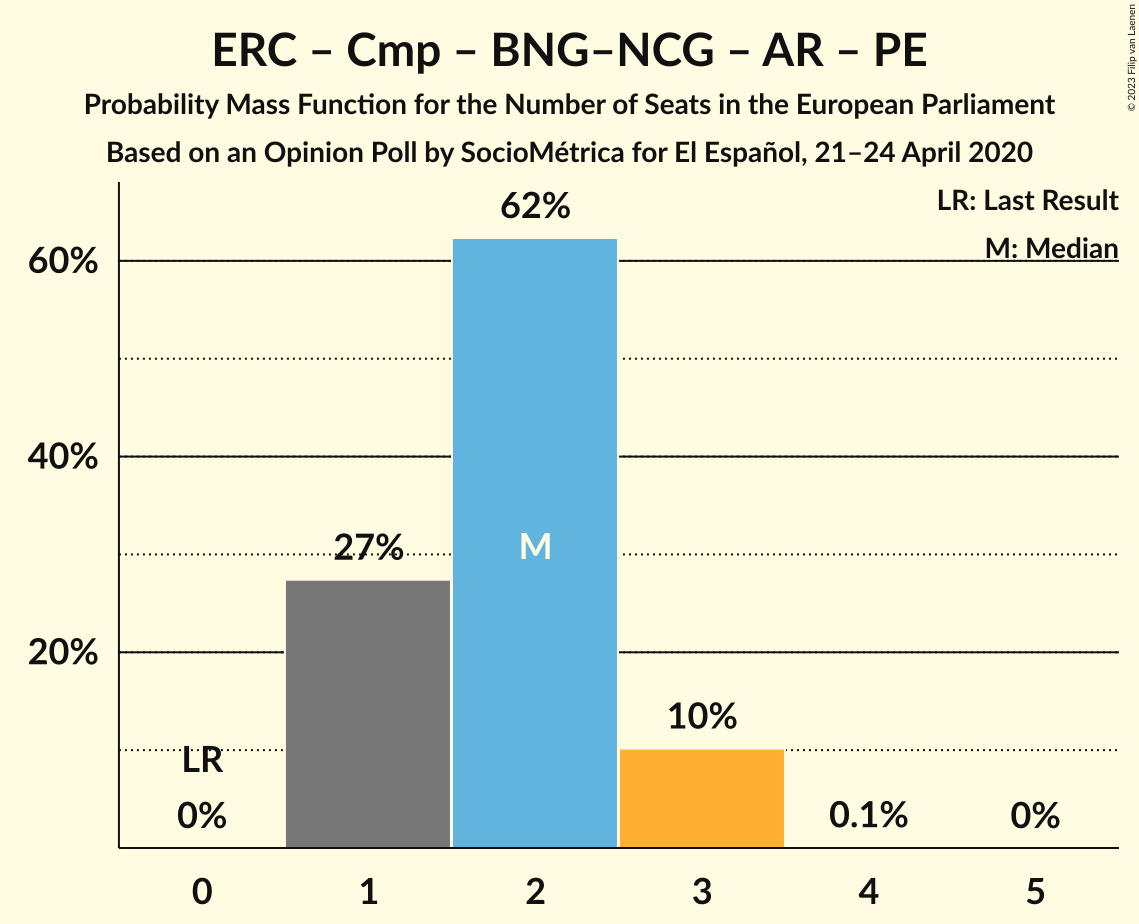 ERC – Cmp – BNG–NCG – AR – PE
Probability Mass Function for the Number of Seats in the European Parliament
Based on an Opinion Poll by SocioMétrica for El Español, 21–24 April 2020
© 2023 Filip van Laenen
LR: Last Result
M: Median
62%
60%
40%
27%
M
20%
10%
LR
0%
0.1%
0%
0 1 2 3 4 5